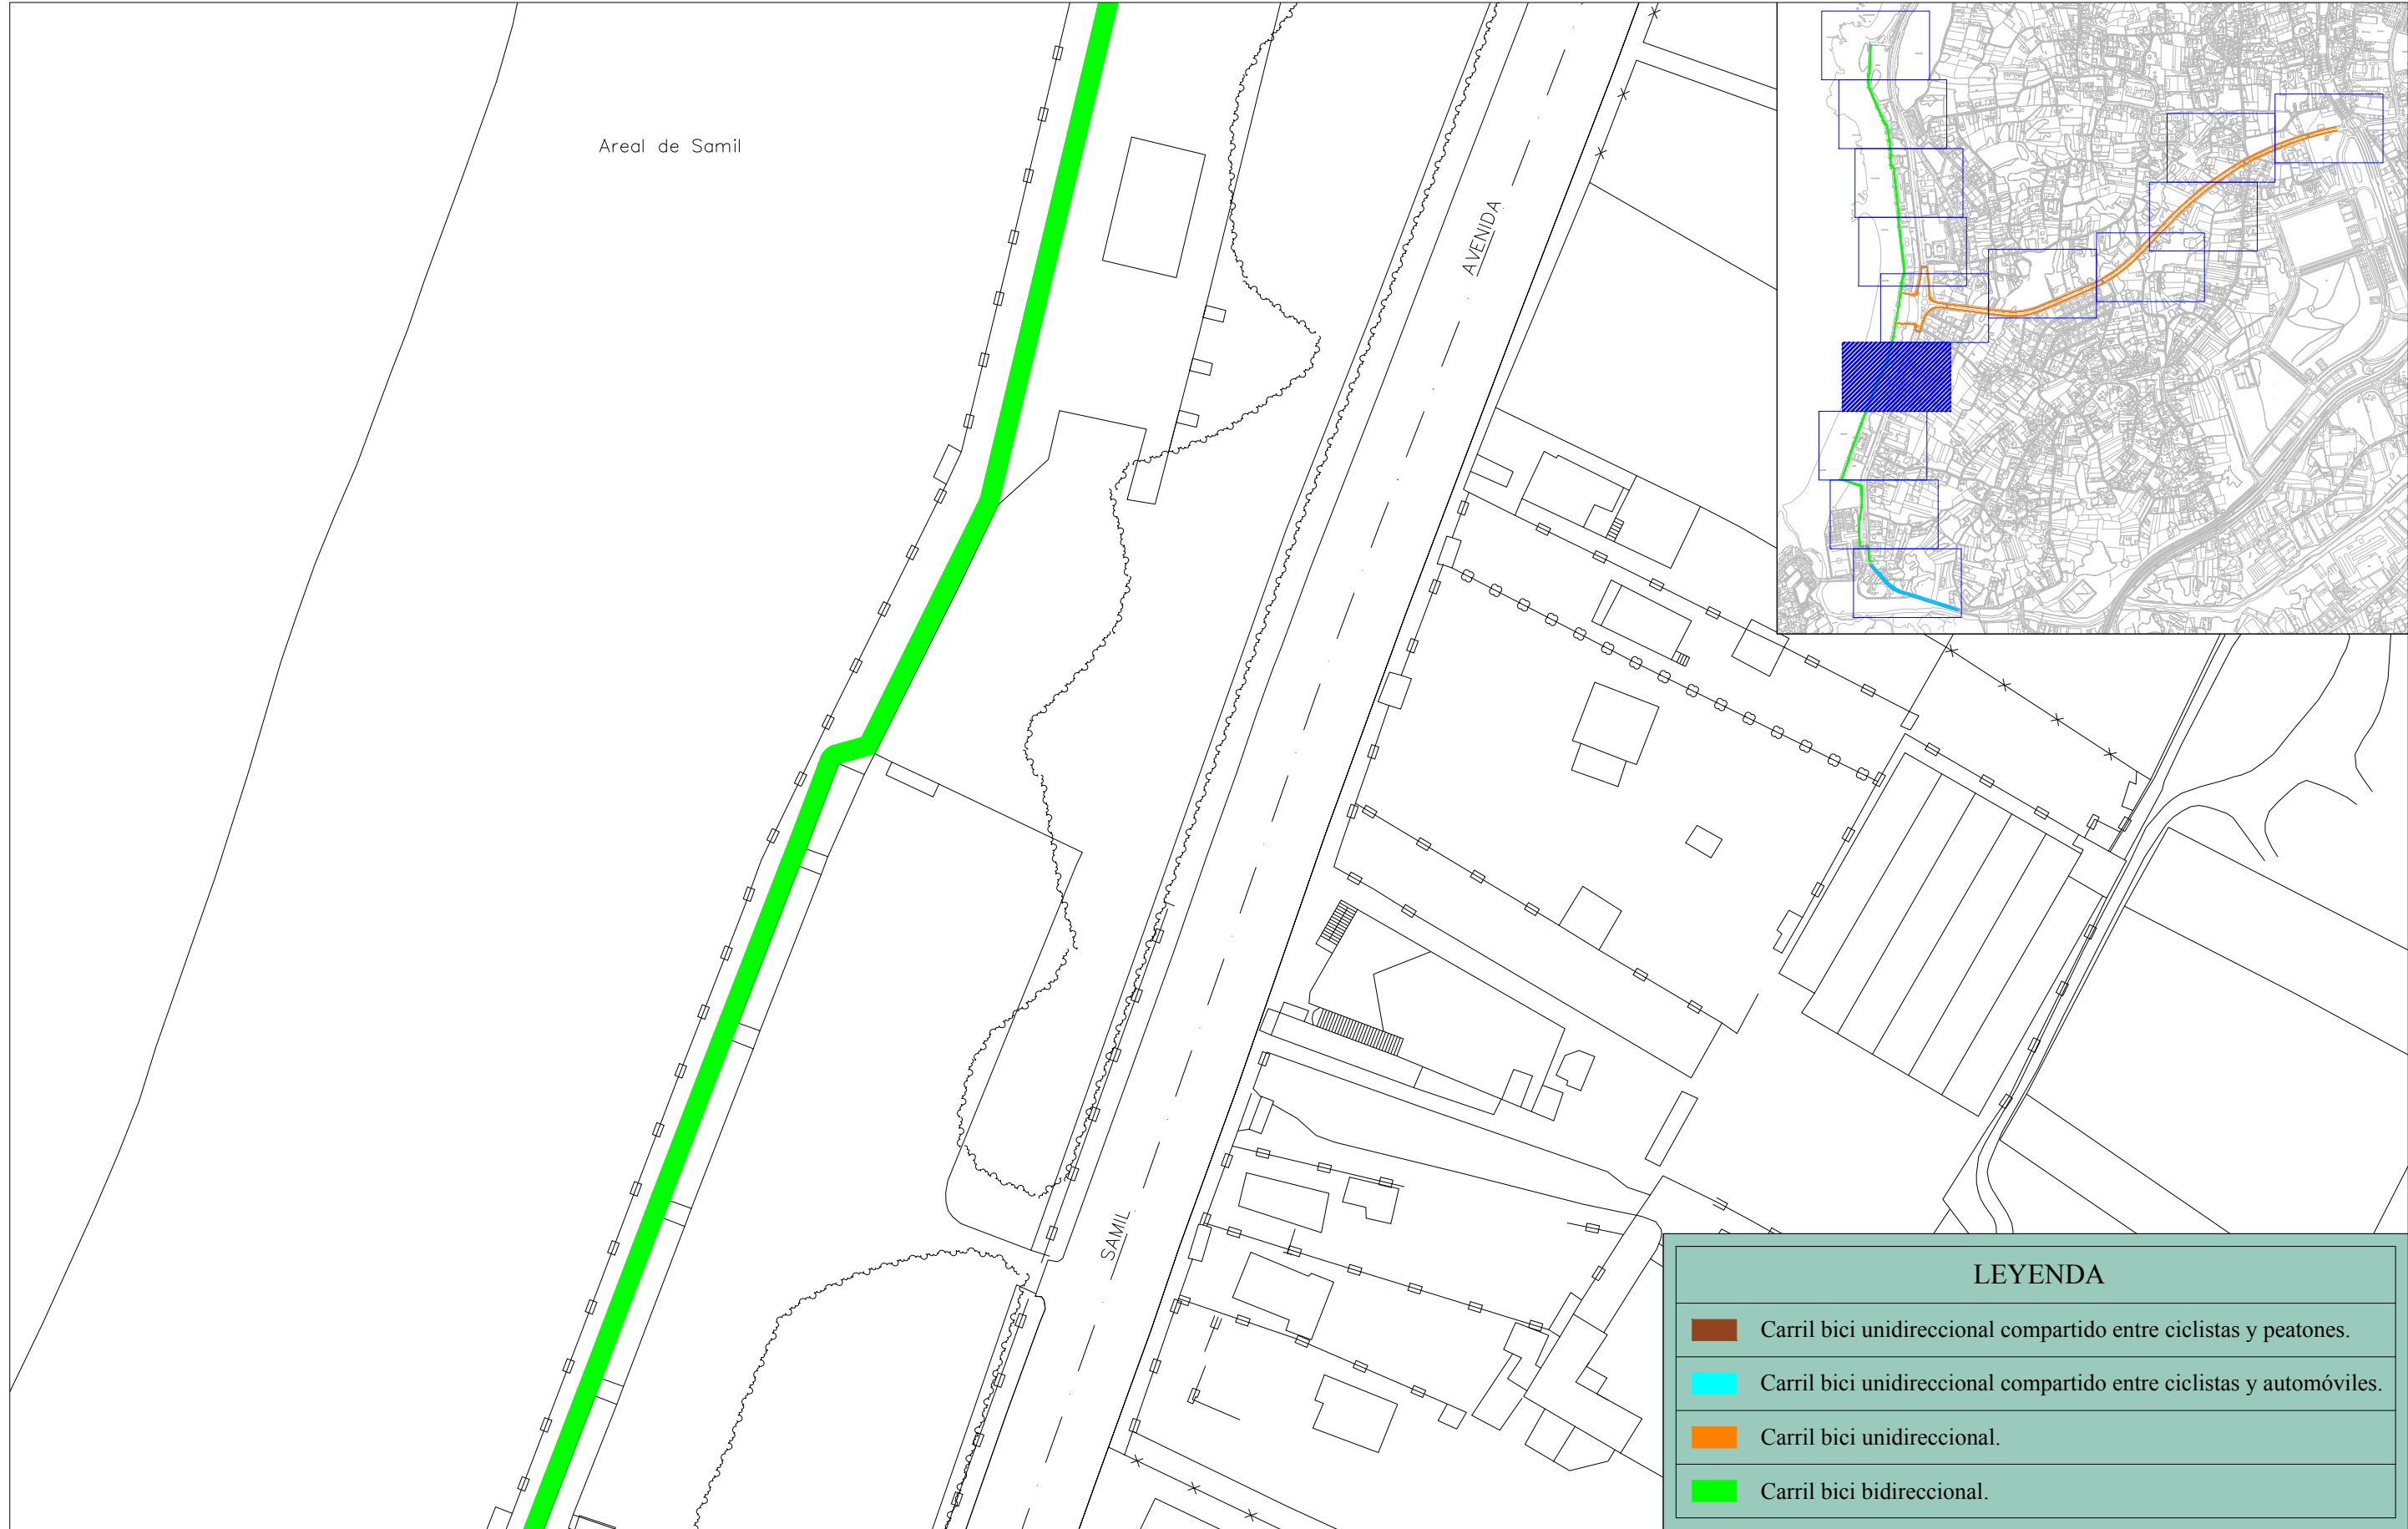 Areal de Samil
AVENIDA
SAMIL
LEYENDA
Carril bici unidireccional compartido entre ciclistas y peatones.
Carril bici unidireccional compartido entre ciclistas y automóviles.
Carril bici unidireccional.
Carril bici bidireccional.